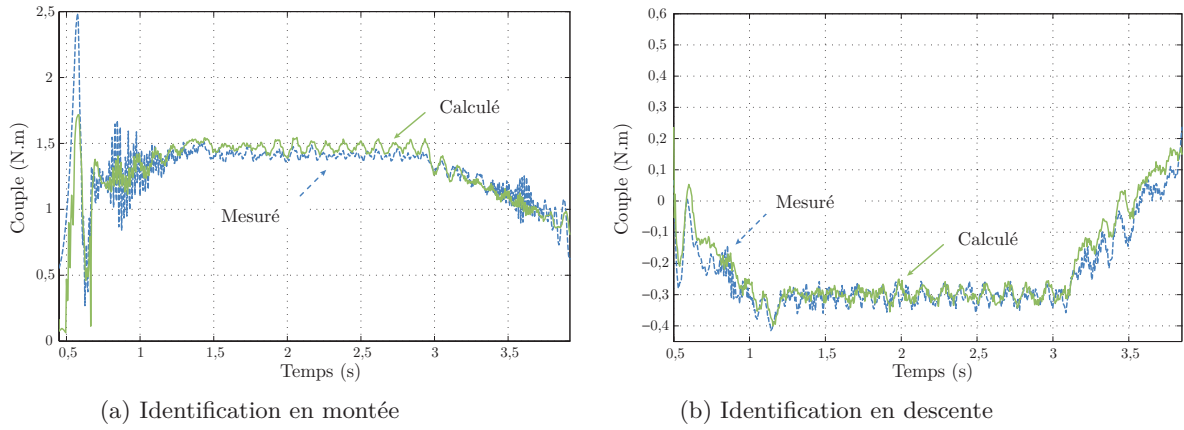 2,5
2
1,5
1
0,5
0
Couple (N.m)
Calculé
Mesuré
0,5 1 1,5 2 2,5 3 3,5
Temps (s)
(a) Identification en montée
0,6
0,5
0,4
0,3
0,2
0,1
0
−0,1
−0,2
−0,3
−0,4
Couple (N.m)
Mesuré
Calculé
0,5 1 1,5 2 2,5 3 3,5
Temps (s)
(b) Identification en descente